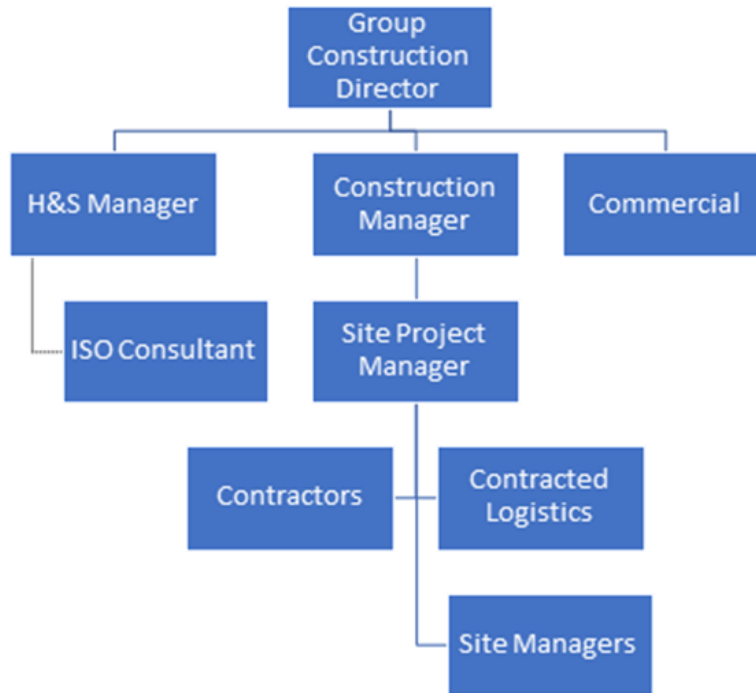 Group
Construction
Director
H&S Manager
Construction
Manager
Commercial
ISO Consultant
Site Project
Manager
Contractors
Contracted
Logistics
Site Managers